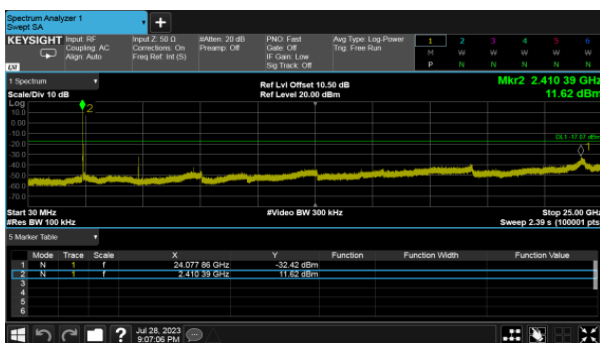 Spectrum Analyzer 1
Swept SA
+
KEYSIGHT Input: RF Input Z: 50 Ω #Atten: 20 dB PNO: Fast Avg Type: Log-Power 1 2 3 4 5 6
Coupling: AC Corrections: On Preamp: Off Gate: Off Trig: Free Run M W W W W W
Align: Auto Freq Ref: Int (S) IF Gain: Low P N N N N N
Sig Track: Off
LXI
1 Spectrum Ref Lvl Offset 10.50 dB Mkr2 2.410 39 GHz
Scale/Div 10 dB Ref Level 20.00 dBm 11.62 dBm
Log
10.0
0.00
-10.0
-20.0
-30.0
-40.0
-50.0
-60.0
-70.0
2
DL1 -17.07 dBm
1
Start 30 MHz #Video BW 300 kHz Stop 25.00 GHz
#Res BW 100 kHz Sweep 2.39 s (100001 pts
5 Marker Table
Mode Trace Scale X Y Function Function Width Function Value
1 N 1 f 24.077 86 GHz -32.42 dBm
2 N 1 f 2.410 39 GHz 11.62 dBm
3
4
5
6
? Jul 28, 2023
9:07:06 PM